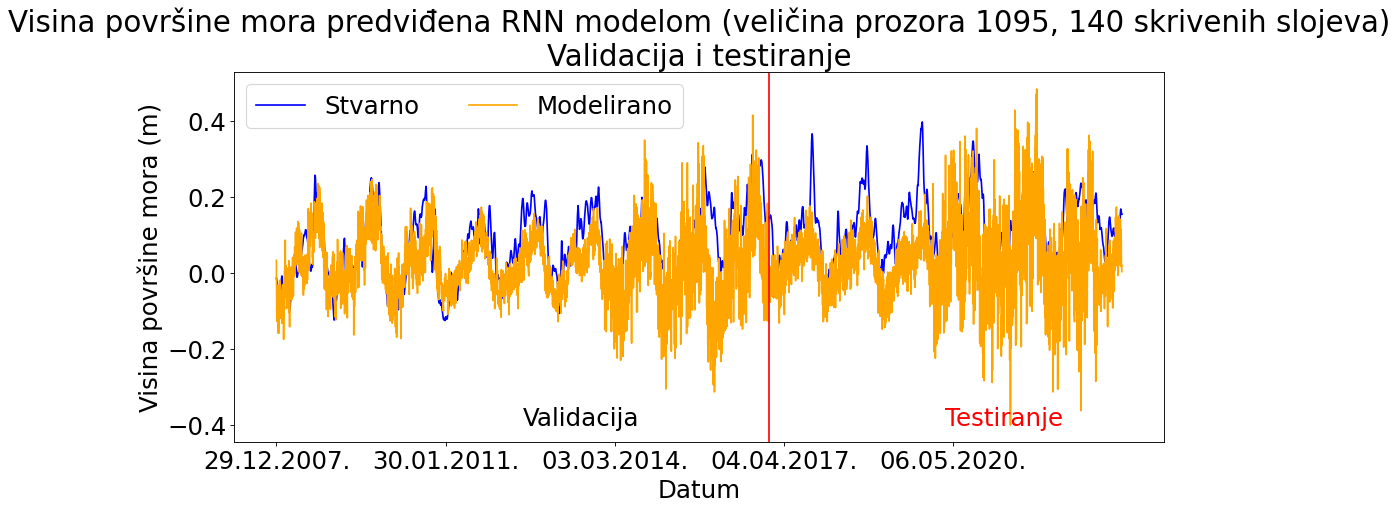 Visina površine mora predviđena RNN modelom (veličina prozora 1095, 140 skrivenih slojeva)
Validacija i testiranje
Stvarno
Modelirano
Visina površine mora (m)
0.4
0.2
0.0
−0.2
−0.4
Validacija
Testiranje
29.12.2007.
30.01.2011.
03.03.2014.
04.04.2017.
06.05.2020.
Datum